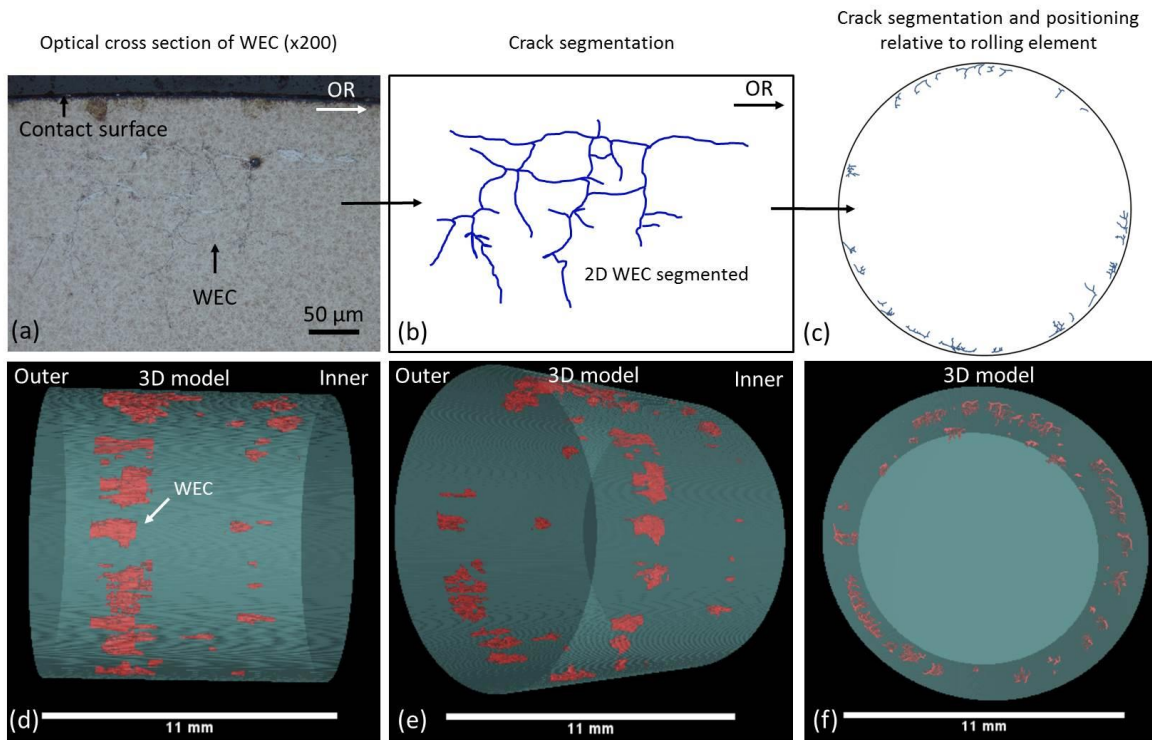 Optical cross section of WEC (x200)
Crack segmentation
Crack segmentation and positioning
relative to rolling element
OR
Contact surface
WEC
50 µm
(a)
OR
2D WEC segmented
(b)
(c)
Outer
3D model
Inner
WEC
(d)
11 mm
Outer
3D model
Inner
(e)
11 mm
3D model
(f)
11 mm